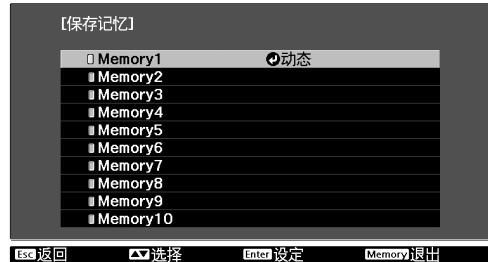 [保存记忆]
Memory1 动态
Memory2
Memory3
Memory4
Memory5
Memory6
Memory7
Memory8
Memory9
Memory10
Esc 返回 选择 Enter 设定 Memory 退出